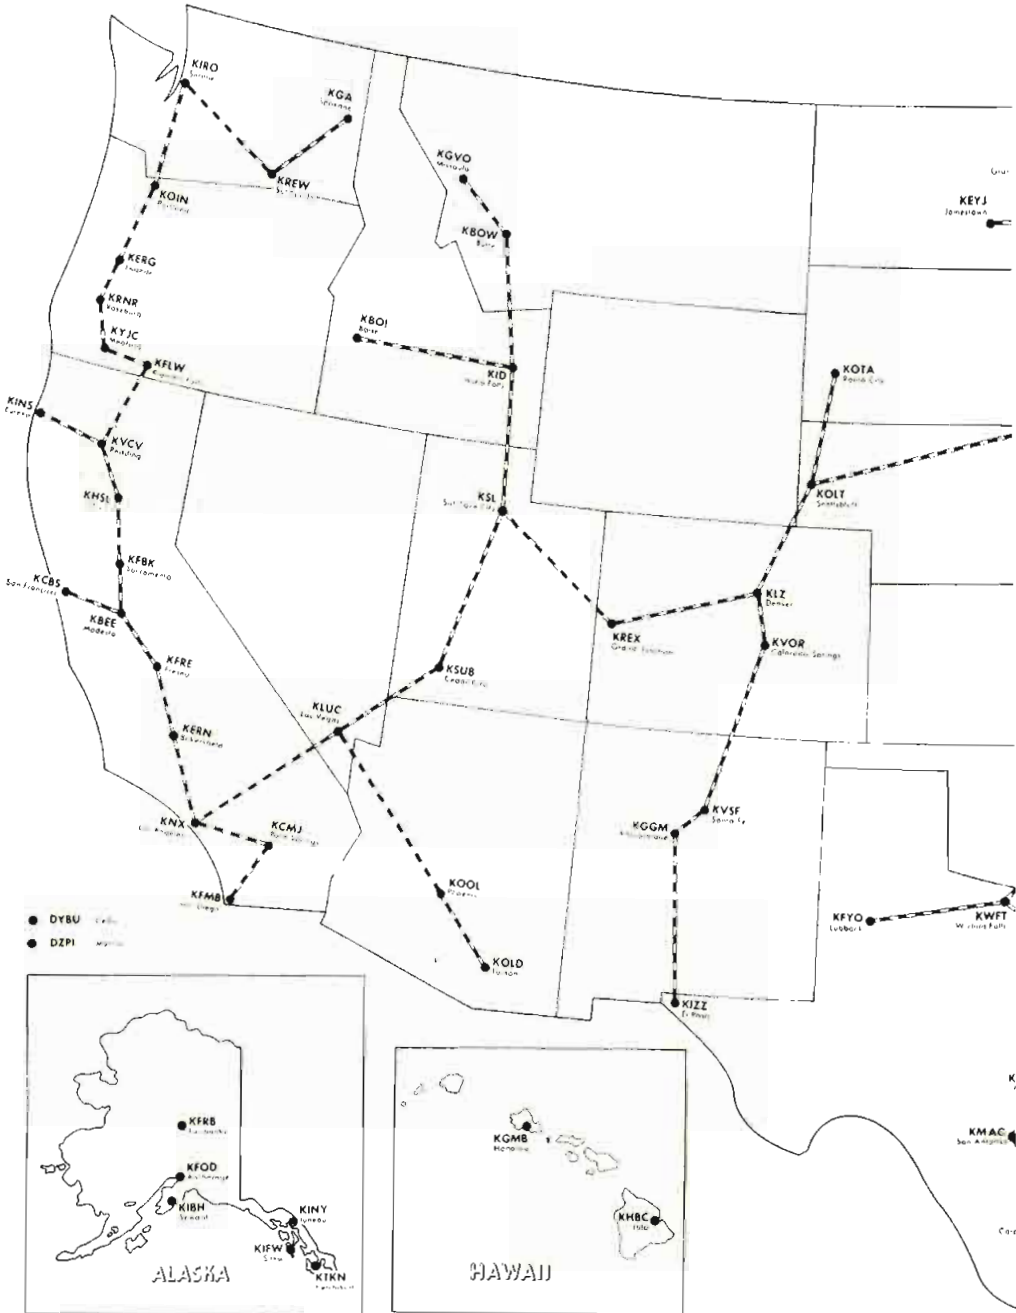 KIRO
Seattle
KGA
Spokane
KREW
Sunnyside
KGVO
Missoula
KBOW
Butte
KEYJ
Jamestown
KOIN
Portland
KERG
Eugene
KRNR
Roseburg
KYJC
Medford
KFLW
Klamath Falls
KBOI
Boise
KID
Idaho Falls
KOTA
Rapid City
KINS
Eureka
KVCV
Redding
KHSL
KSL
Salt Lake City
KOLT
Scottsbluff
KFBK
Sacramento
KCBS
San Francisco
KBEE
Modesto
KLZ
Denver
KREX
Grand Junction
KVOR
Colorado Springs
KFRE
Fresno
KSUB
Cedar City
KLUC
Las Vegas
KERN
Bakersfield
KNX
Los Angeles
KCMJ
Palm Springs
KVSF
Santa Fe
KGGM
Albuquerque
KFMB
San Diego
KOOL
Phoenix
KFYO
Lubbock
KWFT
Wichita Falls
DYBU Cebu
DZPI Manila
KOLD
Tucson
KIZZ
El Paso
KFRB
Fairbanks
KFOD
Anchorage
KIBH
Seward
KINY
Juneau
KIFW
Sitka
KTKN
Ketchikan
ALASKA
KGMB
Honolulu
KHBC
Hilo
HAWAII
KMAC
San Antonio